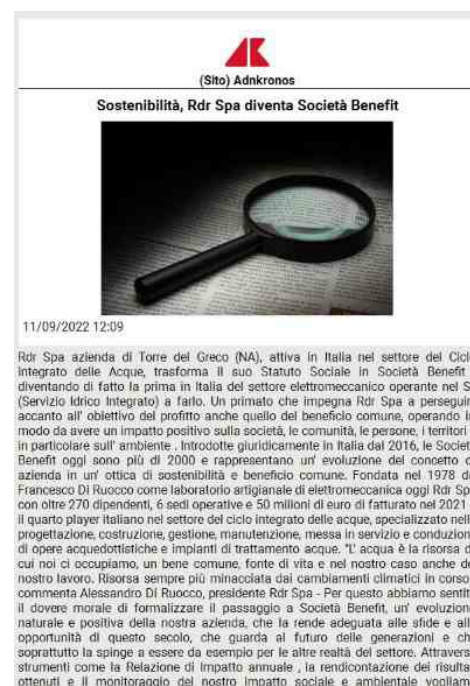 (Sito) Adnkronos
Sostenibilità, Rdr Spa diventa Società Benefit
11/09/2022 12:09
Rdr Spa azienda di Torre del Greco (NA), attiva in Italia nel settore del Ciclo
Integrato delle Acque, trasforma il suo Statuto Sociale in Società Benefit
diventando di fatto la prima in Italia del settore elettromeccanico operante nel
(Servizio Idrico Integrato) a farlo. Un primato che impegna Rdr Spa a
accanto all' obiettivo del profitto anche quello del beneficio comune, operando
modo da avere un impatto positivo sulla società, le comunità, le persone, i territori
in particolare sull' ambiente . Introdotte giuridicamente in Italia dal 2016, le
Benefit oggi sono più di 2000 e rappresentano un' evoluzione del concetto
azienda in un' ottica di sostenibilità e beneficio comune. Fondata nel 1978
Francesco Di Ruocco come laboratorio artigianale di elettromeccanica oggi Rdr
con oltre 270 dipendenti, 6 sedi operative e 50 milioni di euro di fatturato nel 2021
il quarto player italiano nel settore del ciclo integrato delle acque, specializzato
progettazione, costruzione, gestione, manutenzione, messa in servizio e
di opere acquedottistiche e impianti di trattamento acque. "L' acqua è la risorsa
cui noi ci occupiamo, un bene comune, fonte di vita e nel nostro caso anche
nostro lavoro. Risorsa sempre più minacciata dai cambiamenti climatici in corso
commenta Alessandro Di Ruocco, presidente Rdr Spa - Per questo abbiamo
il dovere morale di formalizzare il passaggio a Società Benefit, un'
naturale e positiva della nostra azienda, che la rende adeguata alle sfide e
opportunità di questo secolo, che guarda al futuro delle generazioni e
soprattutto la spinge a essere da esempio per le altre realtà del settore.
strumenti come la Relazione di Impatto annuale , la rendicontazione dei
ottenuti e il monitoraggio del nostro impatto sociale e ambientale